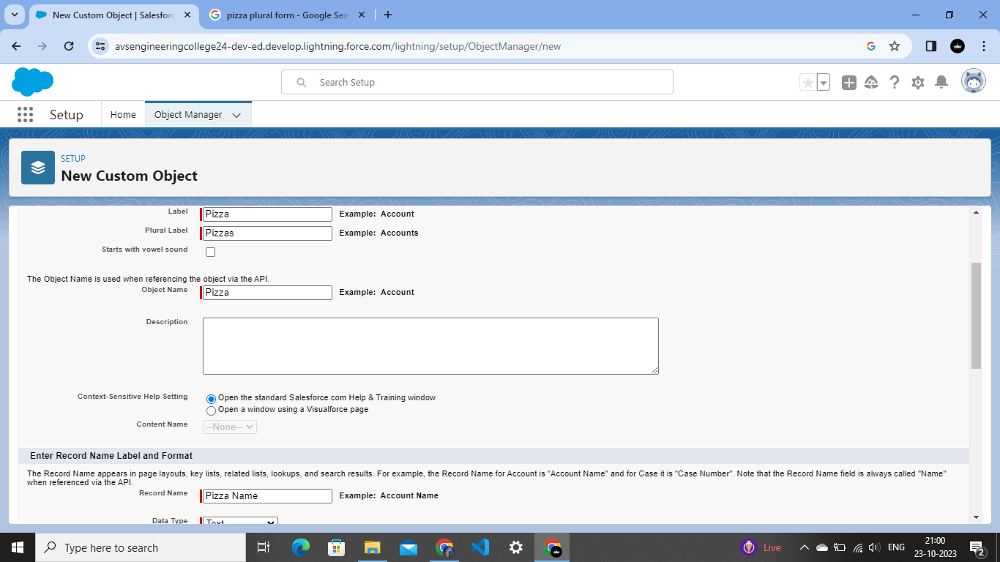 New Custom Object | Salesforc
pizza plural form - Google Sea
avsengineeringcollege24-dev-ed.develop.lightning.force.com/lightning/setup/ObjectManager/new
Search Setup
Setup
Home
Object Manager
SETUP
New Custom Object
Label
Pizza
Example: Account
Plural Label
Pizzas
Example: Accounts
Starts with vowel sound
The Object Name is used when referencing the object via the API.
Object Name
Pizza
Example: Account
Description
Context-Sensitive Help Setting
Open the standard Salesforce.com Help & Training window
Open a window using a Visualforce page
Content Name
--None--
Enter Record Name Label and Format
The Record Name appears in page layouts, key lists, related lists, lookups, and search results. For example, the Record Name for Account is "Account Name" and for Case it is "Case Number". Note that the Record Name field is always called "Name"
when referenced via the API.
Record Name
Pizza Name
Example: Account Name
Data Type
Text
Type here to search
Live
ENG
21:00
23-10-2023
2